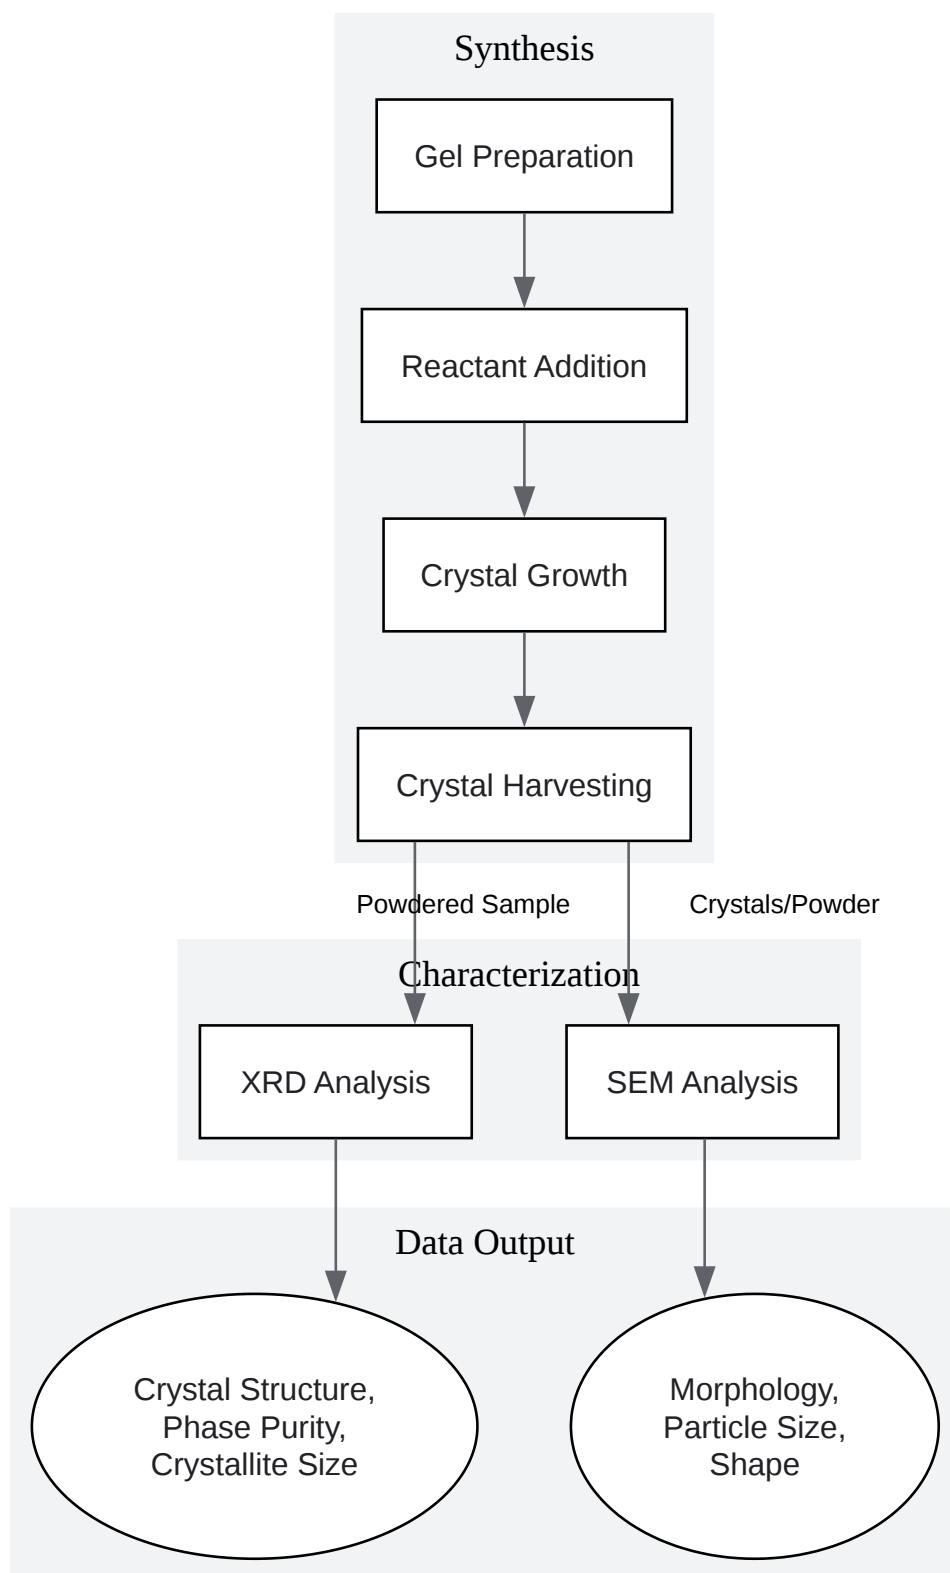 Synthesis
Gel Preparation
Reactant Addition
Crystal Growth
Crystal Harvesting
Powdered Sample
Crystals/Powder
Characterization
XRD Analysis
SEM Analysis
Data Output
Crystal Structure,
Phase Purity,
Crystallite Size
Morphology,
Particle Size,
Shape